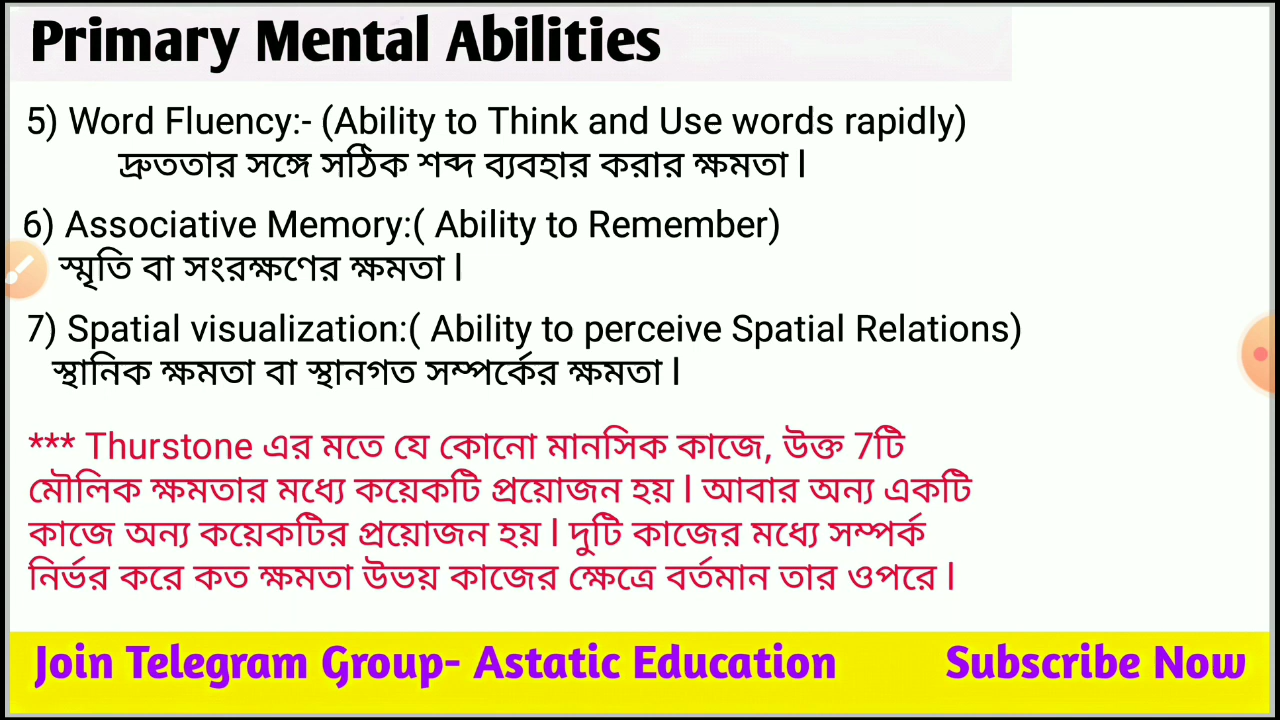 Primary Mental Abilities
5) Word Fluency:- (Ability to Think and Use words rapidly)
দ্রুততার সঙ্গে সঠিক শব্দ ব্যবহার করার ক্ষমতা l
6) Associative Memory:( Ability to Remember)
স্মৃতি বা সংরক্ষণের ক্ষমতা l
7) Spatial visualization:( Ability to perceive Spatial Relations)
স্থানিক ক্ষমতা বা স্থানগত সম্পর্কের ক্ষমতা l
*** Thurstone এর মতে যে কোনো মানসিক কাজে, উক্ত 7টি
মৌলিক ক্ষমতার মধ্যে কয়েকটি প্রয়োজন হয় l আবার অন্য একটি
কাজে অন্য কয়েকটির প্রয়োজন হয় l দুটি কাজের মধ্যে সম্পর্ক
নির্ভর করে কত ক্ষমতা উভয় কাজের ক্ষেত্রে বর্তমান তার ওপরে l
Join Telegram Group- Astatic Education Subscribe Now